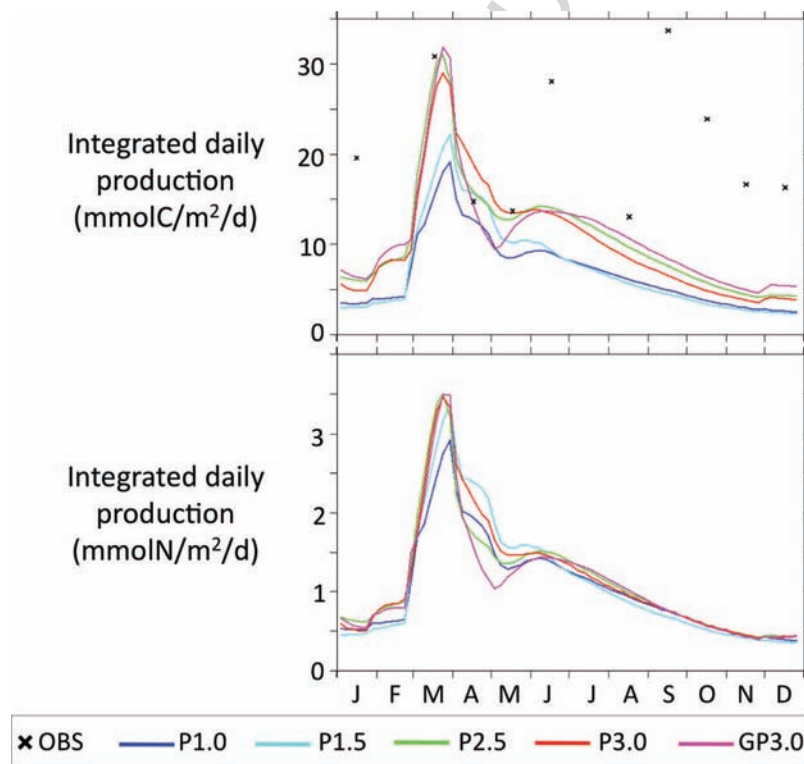 30
Integrated daily
production
(mmolC/m²/d)
20
10
0
Integrated daily
production
(mmolN/m²/d)
3
2
1
0
J F M A M J J A S O N D
× OBS P1.0 P1.5 P2.5 P3.0 GP3.0